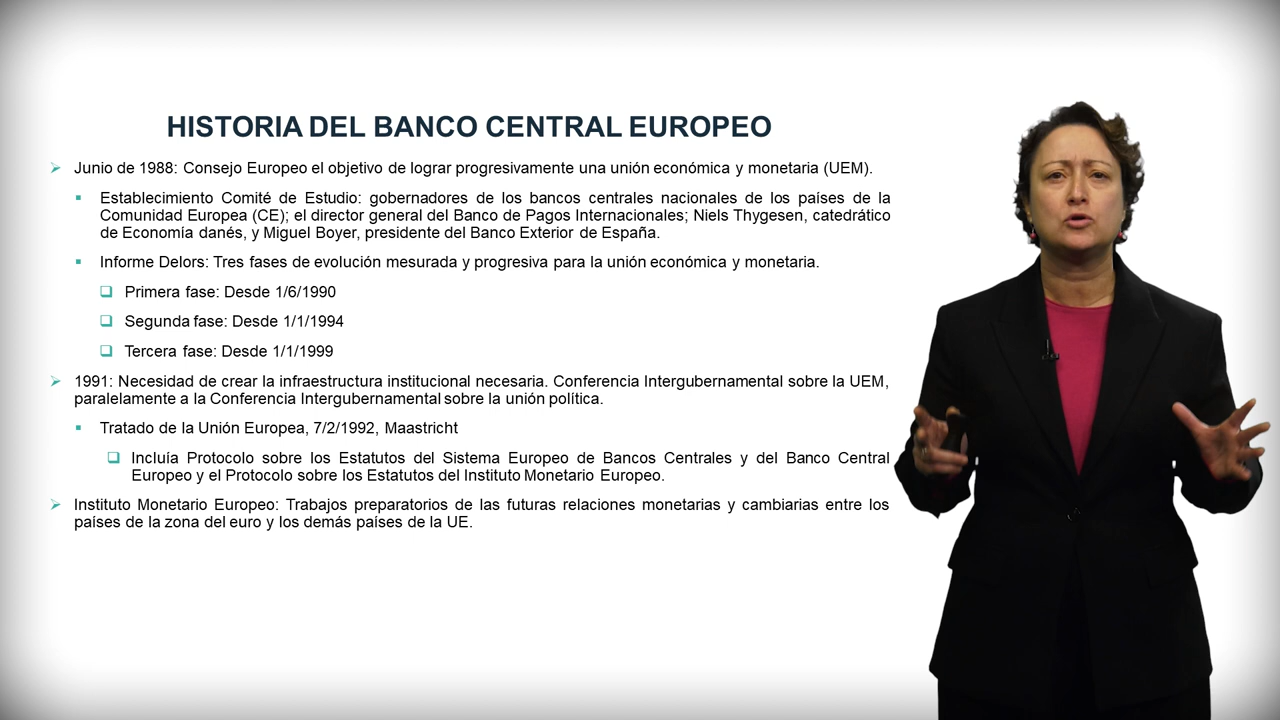 HISTORIA DEL BANCO CENTRAL EUROPEO
Junio de 1988: Consejo Europeo el objetivo de lograr progresivamente una unión económica y monetaria (UEM).
Establecimiento Comité de Estudio: gobernadores de los bancos centrales nacionales de los países de la
Comunidad Europea (CE); el director general del Banco de Pagos Internacionales; Niels Thygesen, catedrático
de Economía danés, y Miguel Boyer, presidente del Banco Exterior de España.
Informe Delors: Tres fases de evolución mesurada y progresiva para la unión económica y monetaria.
Primera fase: Desde 1/6/1990
Segunda fase: Desde 1/1/1994
Tercera fase: Desde 1/1/1999
1991: Necesidad de crear la infraestructura institucional necesaria. Conferencia Intergubernamental sobre la UEM,
paralelamente a la Conferencia Intergubernamental sobre la unión política.
Tratado de la Unión Europea, 7/2/1992, Maastricht
Incluía Protocolo sobre los Estatutos del Sistema Europeo de Bancos Centrales y del Banco Central
Europeo y el Protocolo sobre los Estatutos del Instituto Monetario Europeo.
Instituto Monetario Europeo: Trabajos preparatorios de las futuras relaciones monetarias y cambiarias entre los
países de la zona del euro y los demás países de la UE.